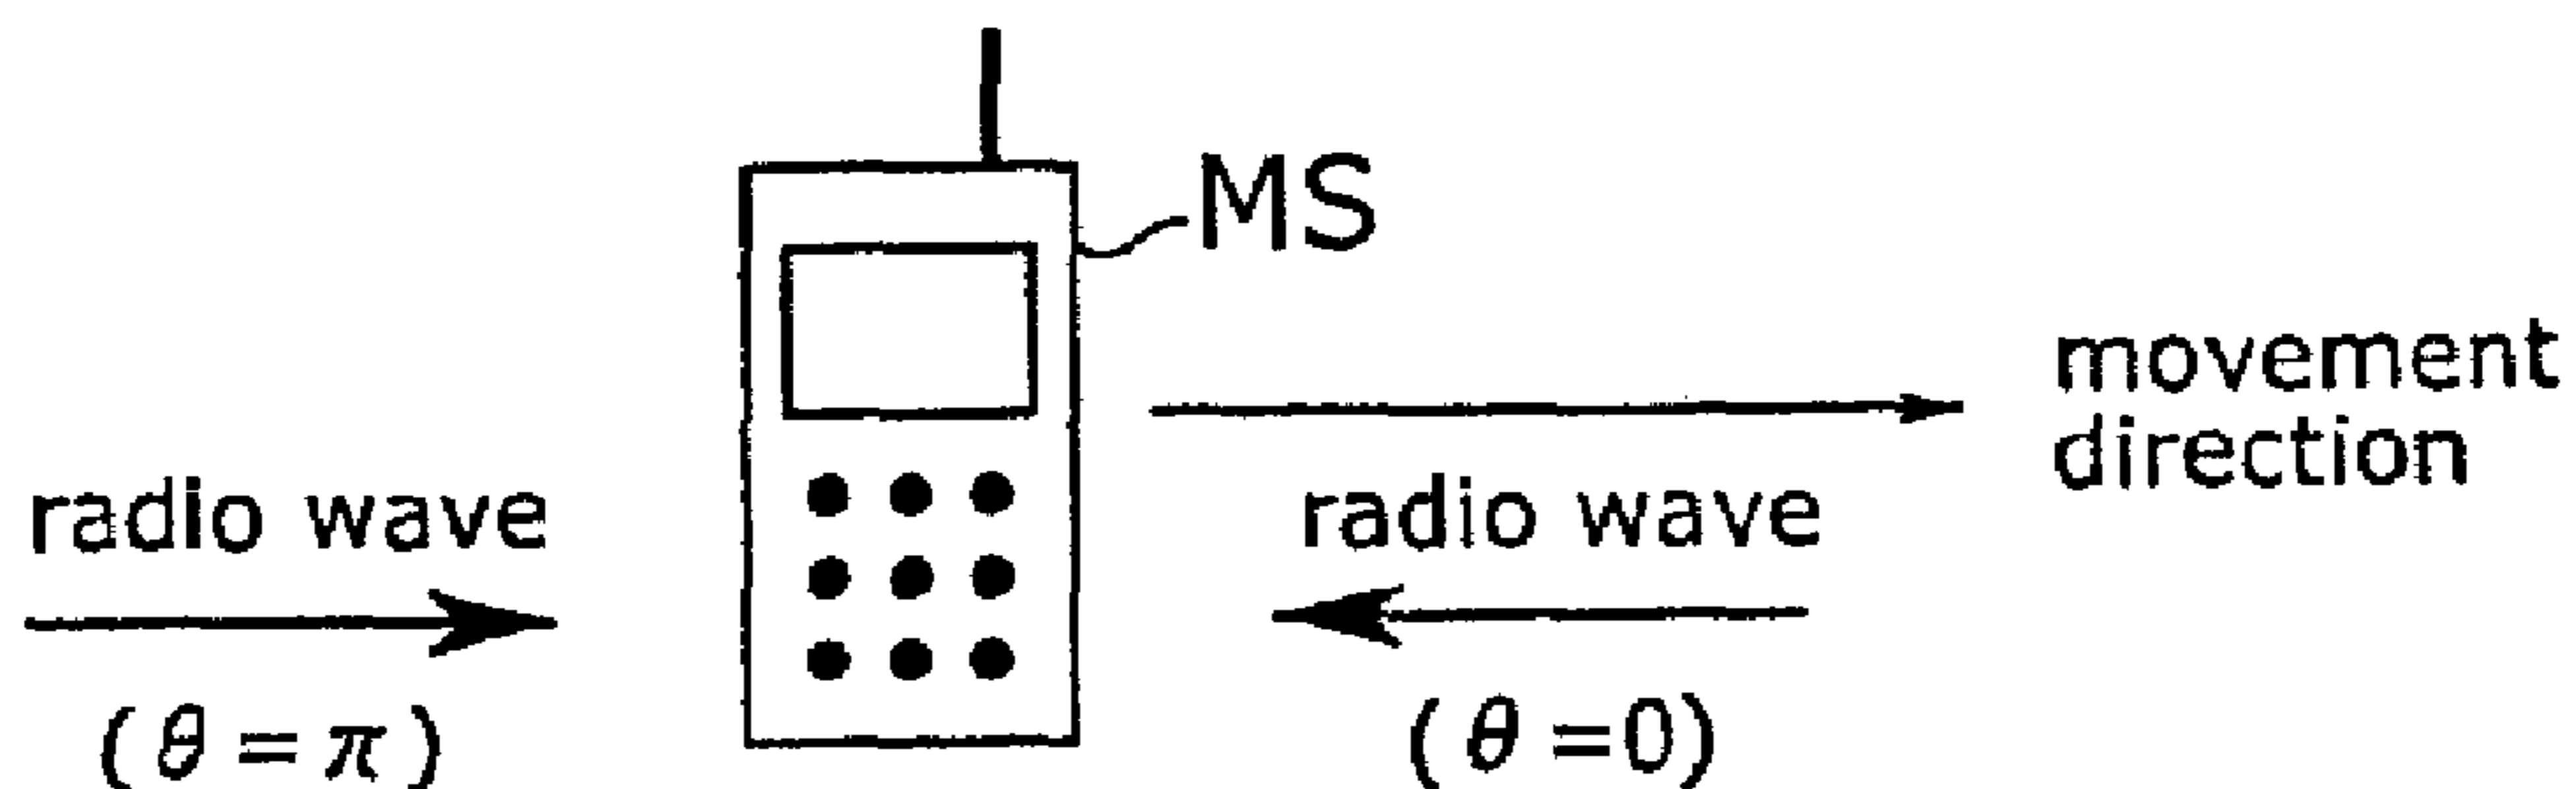 MS
movement
direction
radio wave
(θ=π)
radio wave
(θ=0)